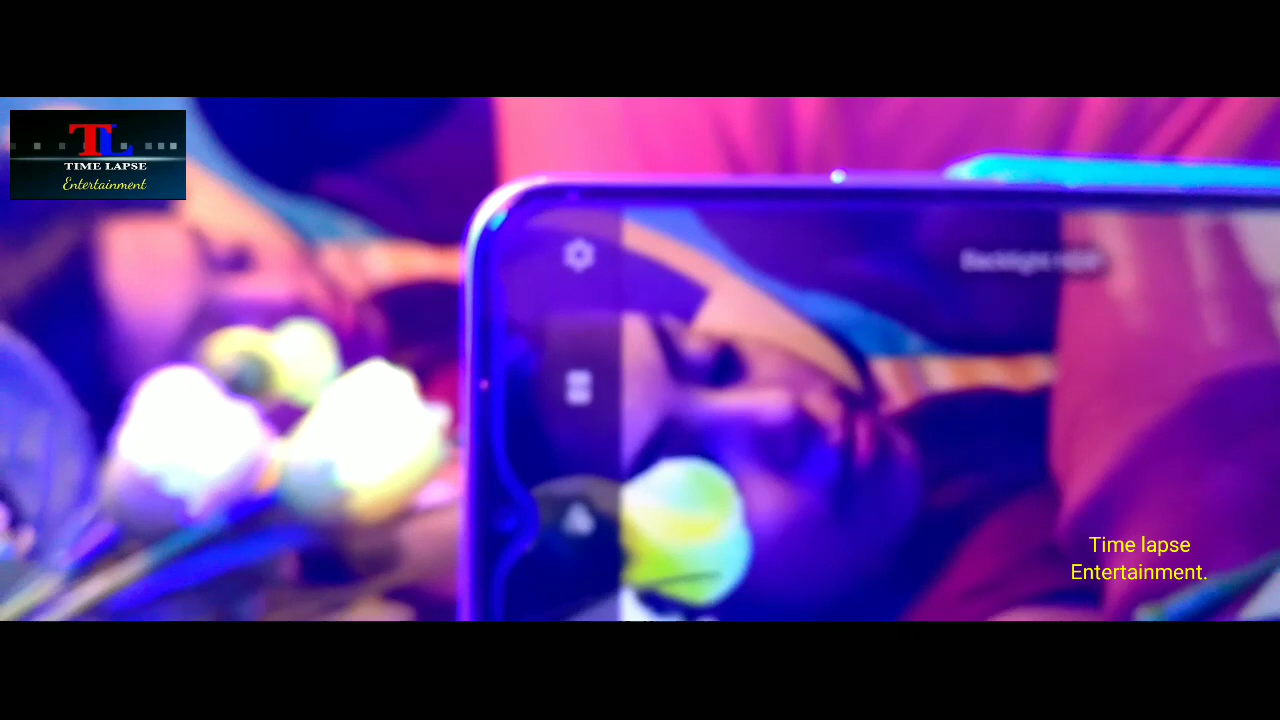 TL
TIME LAPSE
Entertainment
Time lapse
Entertainment.